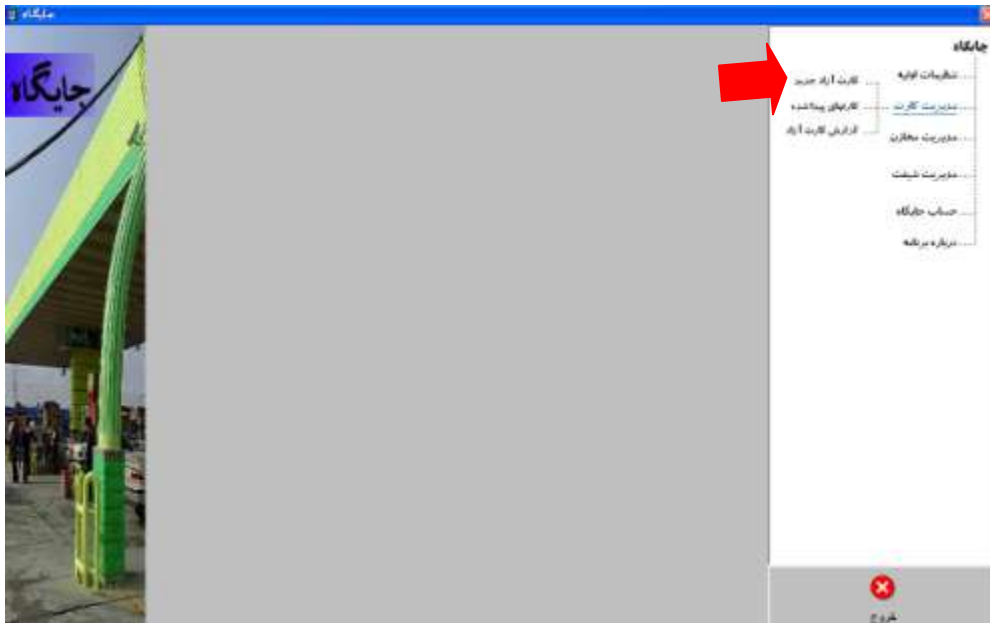 جایگاه
جایگاه
جایگاه
تنظیمات اولیه
مدیریت کارت
کارت آزاد جدید
کارتهای پیدا شده
گزارش کارت آزاد
مدیریت مخازن
مدیریت شیفت
حساب جایگاه
درباره برنامه
خروج